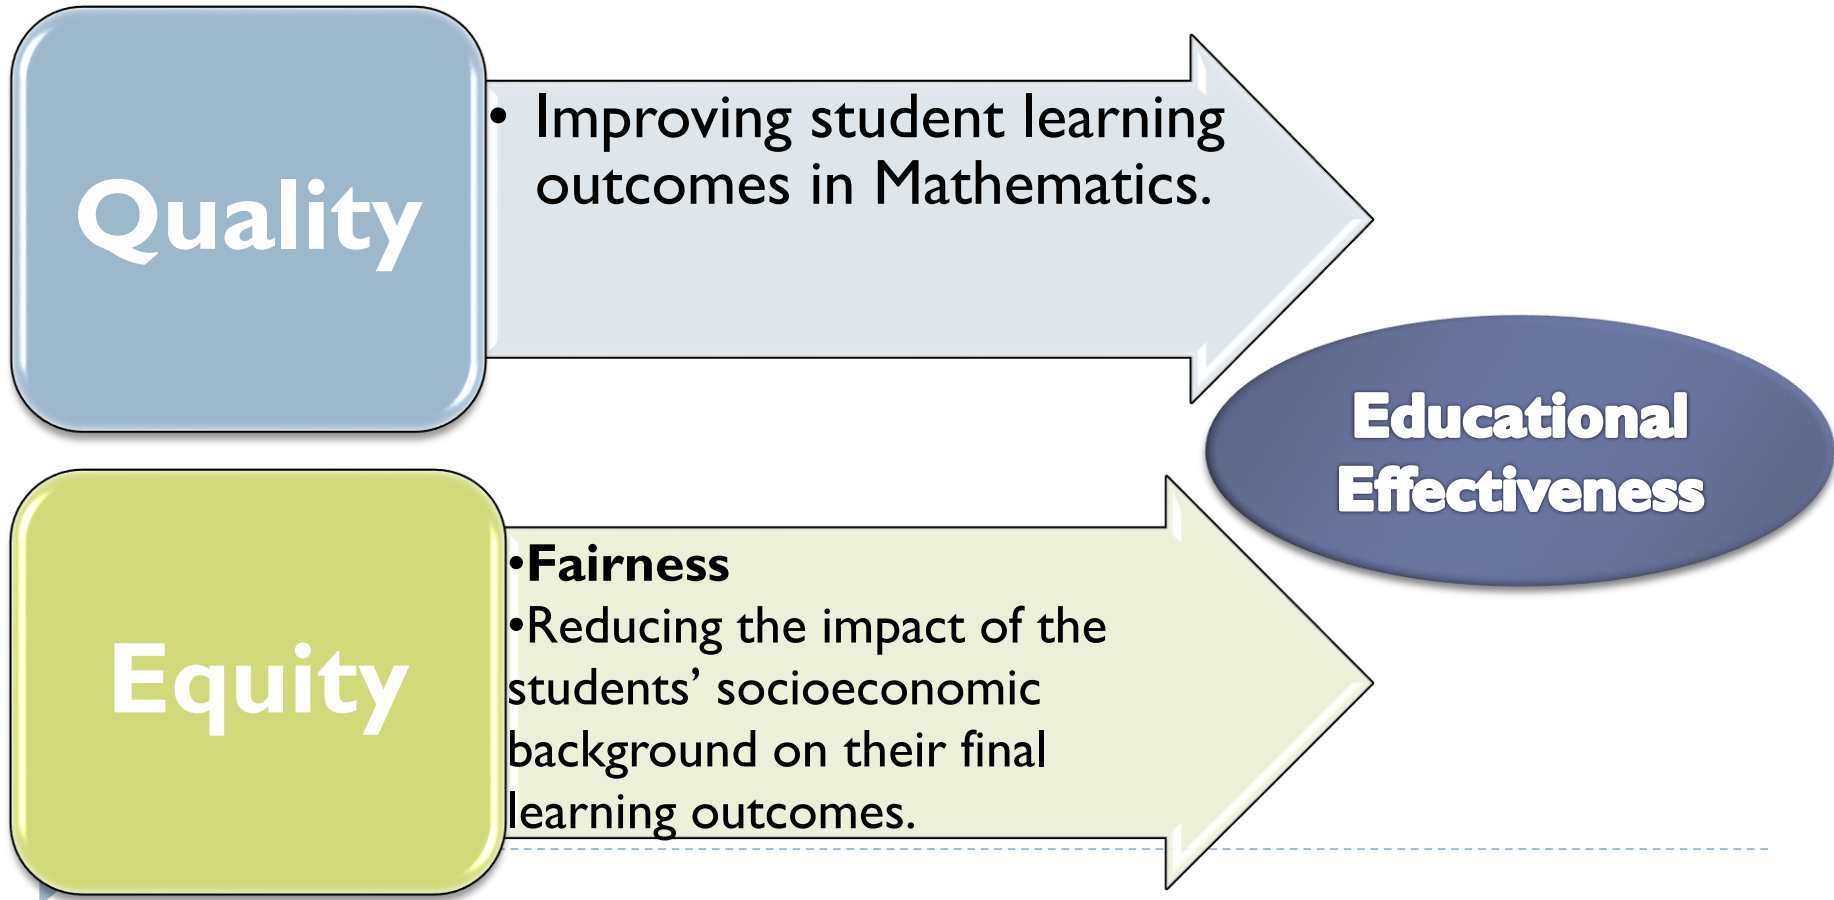 Quality
• Improving student learning
outcomes in Mathematics.
Educational
Effectiveness
Equity
•Fairness
•Reducing the impact of the
students’ socioeconomic
background on their final
learning outcomes.